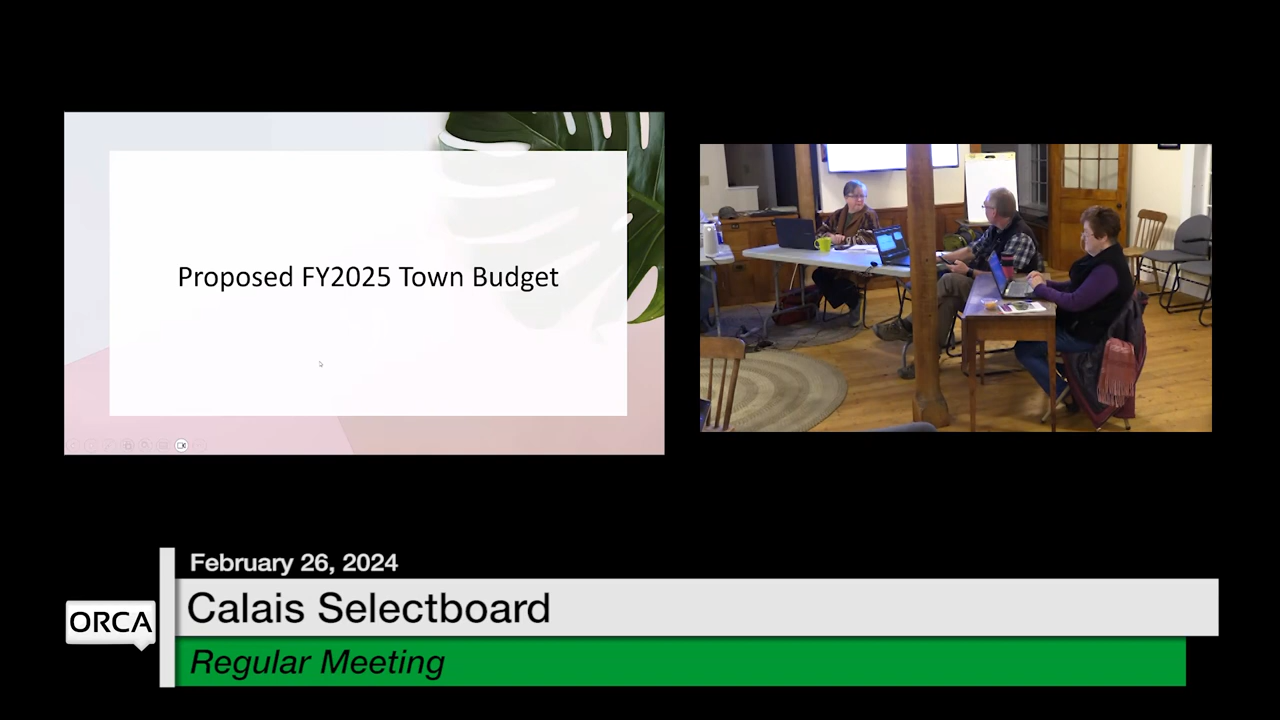 Proposed FY2025 Town Budget
February 26, 2024
Calais Selectboard
ORCA
Regular Meeting